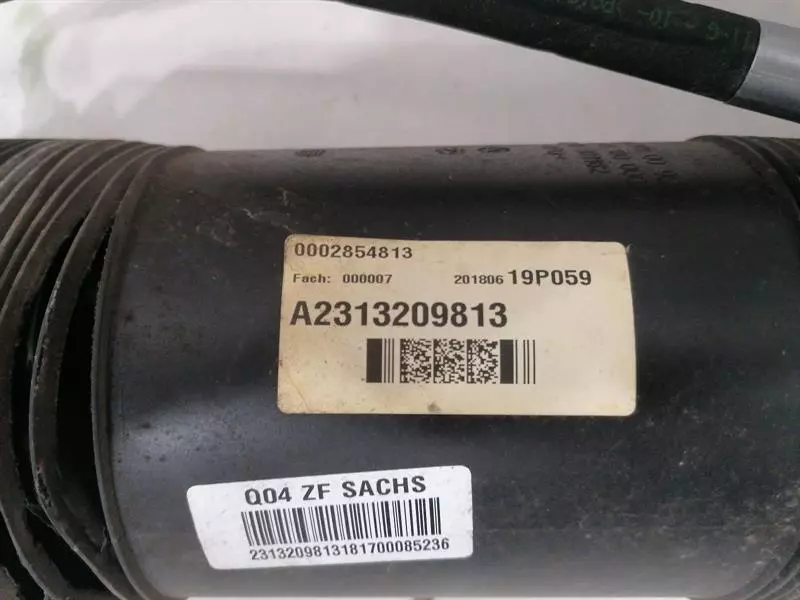 0002854813
Fach: 000007 201806 19P059
A2313209813
Q04 ZF SACHS
2313209813181700085236